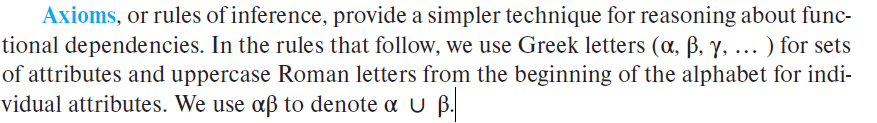 Axioms, or rules of inference, provide a simpler technique for reasoning about func-
tional dependencies. In the rules that follow, we use Greek letters (α, β, γ, … ) for sets
of attributes and uppercase Roman letters from the beginning of the alphabet for indi-
vidual attributes. We use αβ to denote α ∪ β.